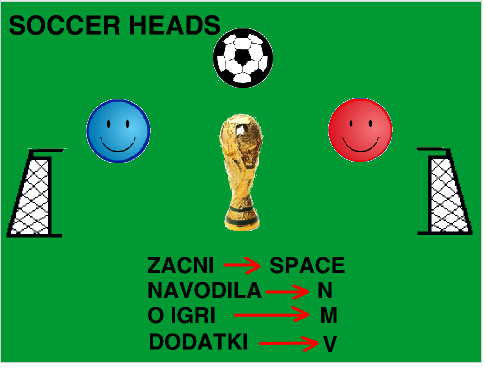 SOCCER HEADS
ZACNI SPACE
NAVODILA N
O IGRI M
DODATKI V